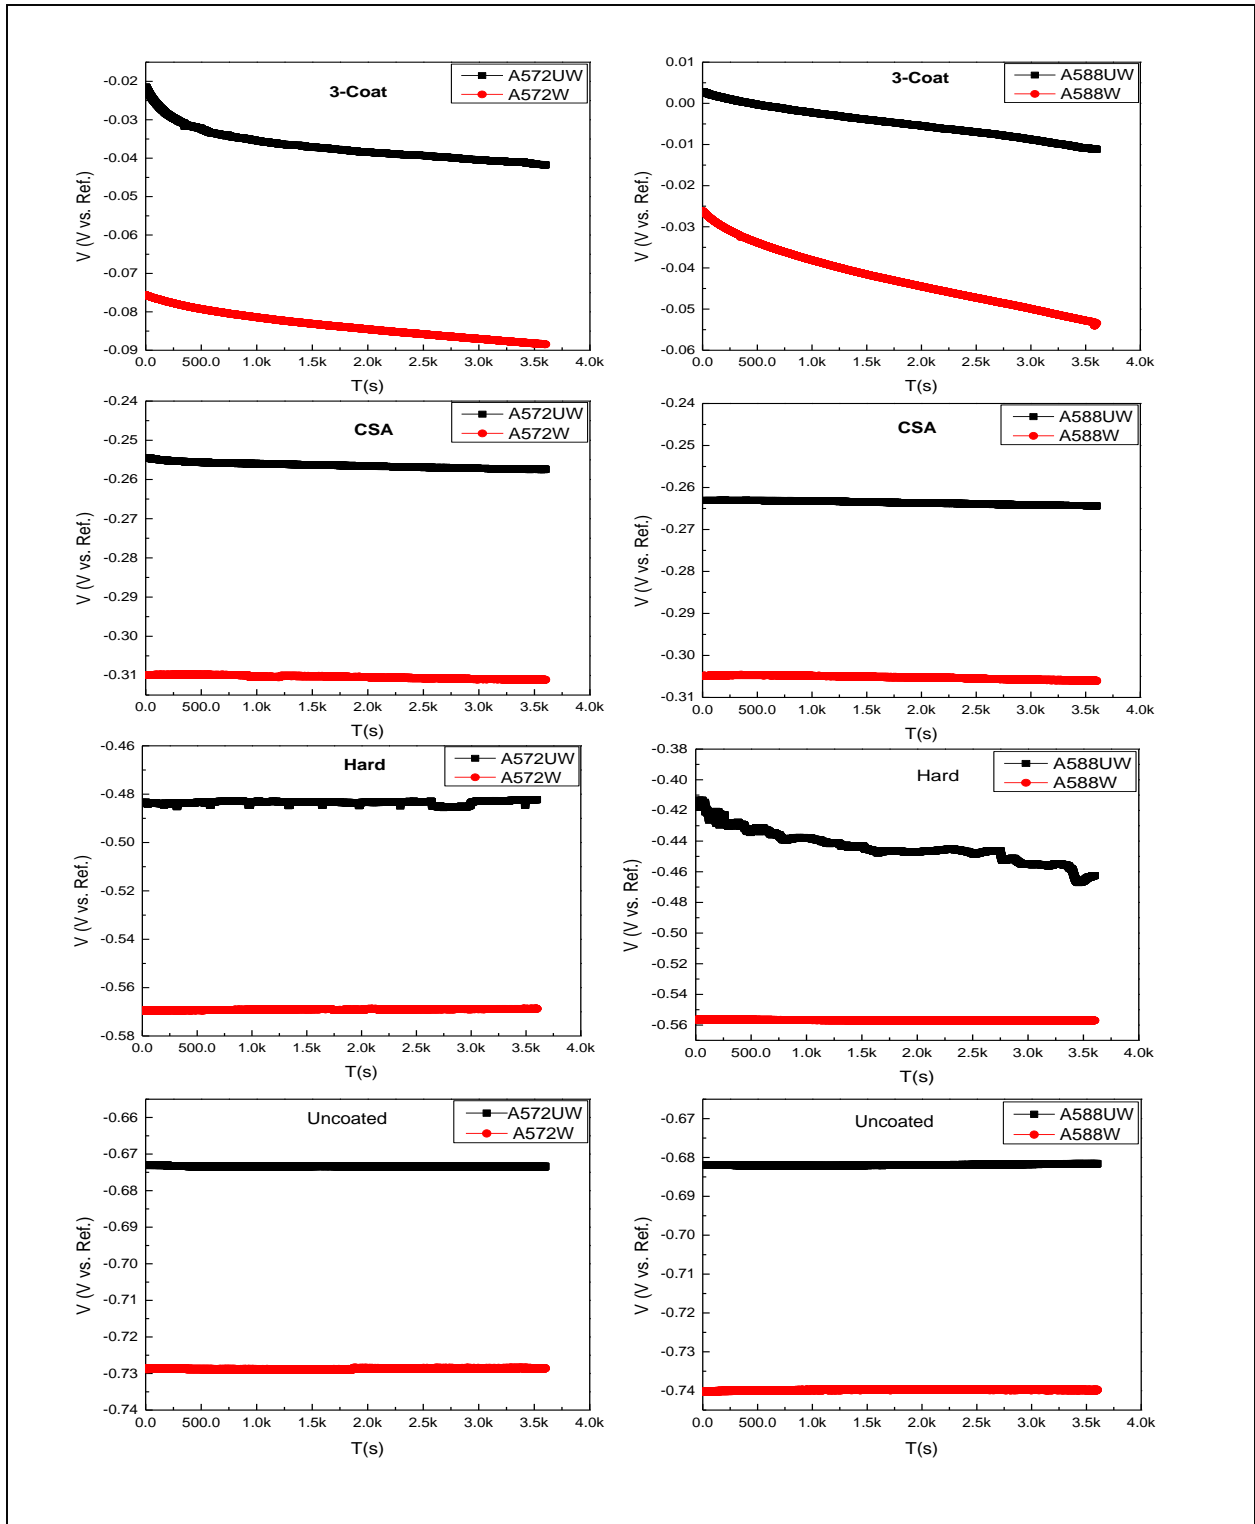 3-Coat
A572UW
A572W
-0.02
-0.03
-0.04
-0.05
-0.06
-0.07
-0.08
-0.09
V (V vs. Ref.)
0.0 500.0 1.0k 1.5k 2.0k 2.5k 3.0k 3.5k 4.0k
T(s)
3-Coat
A588UW
A588W
0.01
0.00
-0.01
-0.02
-0.03
-0.04
-0.05
-0.06
V (V vs. Ref.)
0.0 500.0 1.0k 1.5k 2.0k 2.5k 3.0k 3.5k 4.0k
T(s)
CSA
A572UW
A572W
-0.24
-0.25
-0.26
-0.27
-0.28
-0.29
-0.30
-0.31
V (V vs. Ref.)
0.0 500.0 1.0k 1.5k 2.0k 2.5k 3.0k 3.5k 4.0k
T(s)
CSA
A588UW
A588W
-0.24
-0.25
-0.26
-0.27
-0.28
-0.29
-0.30
-0.31
V (V vs. Ref.)
0.0 500.0 1.0k 1.5k 2.0k 2.5k 3.0k 3.5k 4.0k
T(s)
Hard
A572UW
A572W
-0.46
-0.48
-0.50
-0.52
-0.54
-0.56
-0.58
V (V vs. Ref.)
0.0 500.0 1.0k 1.5k 2.0k 2.5k 3.0k 3.5k 4.0k
T(s)
Hard
A588UW
A588W
-0.38
-0.40
-0.42
-0.44
-0.46
-0.50
-0.53
-0.54
-0.56
V (V vs. Ref.)
0.0 500.0 1.0k 1.5k 2.0k 2.5k 3.0k 3.5k 4.0k
T(s)
Uncoated
A572UW
A572W
-0.66
-0.67
-0.68
-0.69
-0.70
-0.71
-0.72
-0.73
-0.74
V (V vs. Ref.)
0.0 500.0 1.0k 1.5k 2.0k 2.5k 3.0k 3.5k 4.0k
T(s)
Uncoated
A588UW
A588W
-0.67
-0.68
-0.69
-0.70
-0.71
-0.72
-0.73
-0.74
V (V vs. Ref.)
0.0 500.0 1.0k 1.5k 2.0k 2.5k 3.0k 3.5k 4.0k
T(s)